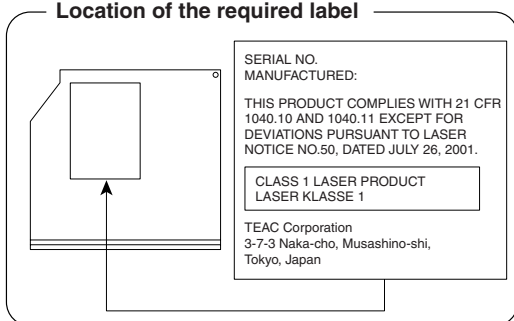 Location of the required label
SERIAL NO.
MANUFACTURED:
THIS PRODUCT COMPLIES WITH 21 CFR
1040.10 AND 1040.11 EXCEPT FOR
DEVIATIONS PURSUANT TO LASER
NOTICE NO.50, DATED JULY 26, 2001.
CLASS 1 LASER PRODUCT
LASER KLASSE 1
TEAC Corporation
3-7-3 Naka-cho, Musashino-shi,
Tokyo, Japan